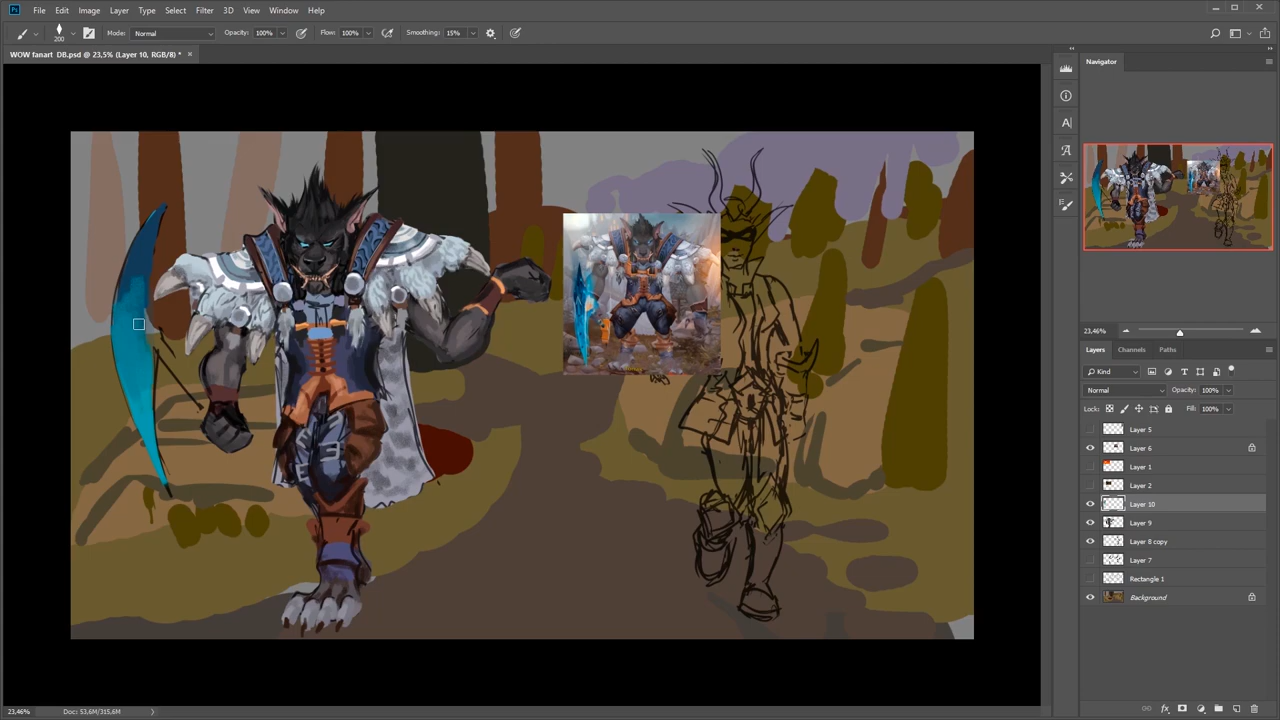 Ps File Edit Image Layer Type Select Filter 3D View Window Help
200 Mode: Normal Opacity: 100% Flow: 100% Smoothing: 15%
WOW fanart DB.psd @ 23,5% (Layer 10, RGB/8) * ×
Navigator
23,46%
Layers Channels Paths
Kind
Normal Opacity: 100%
Lock: Fill: 100%
Layer 5
Layer 6
Layer 1
Layer 2
Layer 10
Layer 9
Layer 8 copy
Layer 7
Rectangle 1
Background
23,46% Doc: 53,6M/315,6M